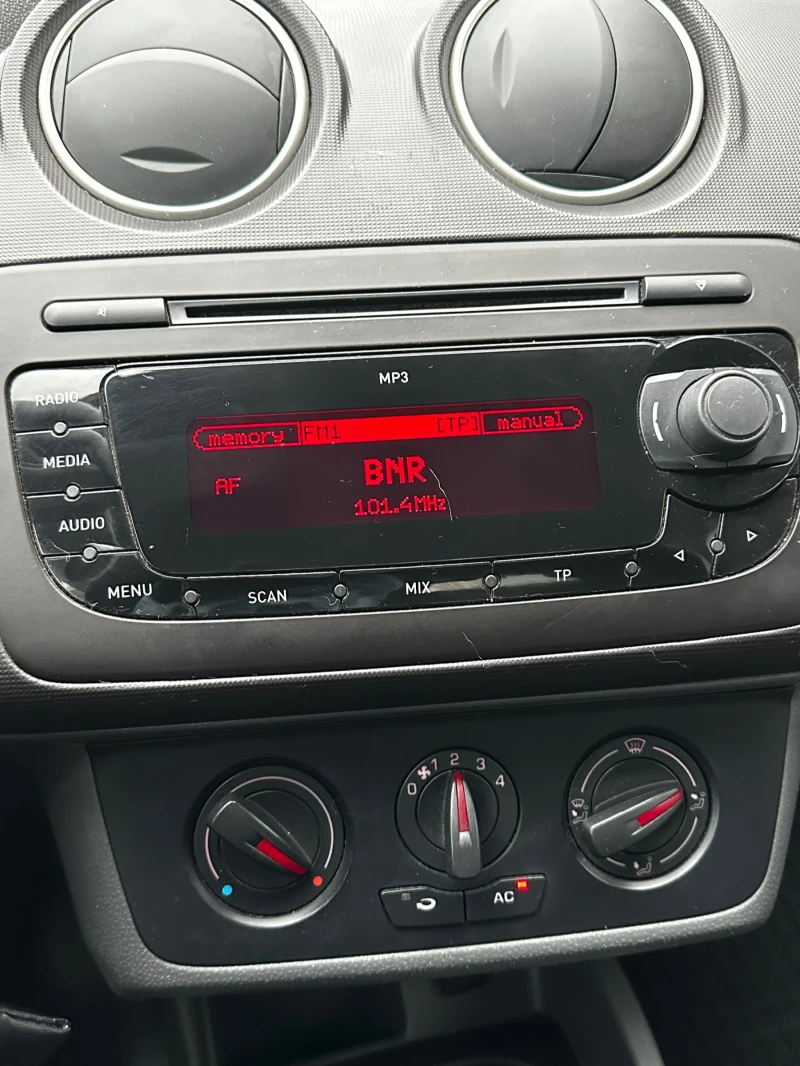 MP3
RADIO
MEDIA
AUDIO
memory FM1 [TP] manual
AF
BNR
101.4MHz
MENU SCAN MIX TP
0 1 2 3 4
AC